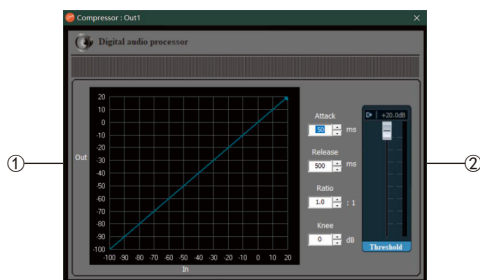 Compressor : Out1
Digital audio processor
20
10
0
-10
-20
-30
-40
-50
-60
-70
-80
-90
-100
Out
-100 -90 -80 -70 -60 -50 -40 -30 -20 -10 0 10 20
In
Attack
50 ms
Release
500 ms
Ratio
1.0 : 1
Knee
0 dB
+20.0dB
Threshold
①
②